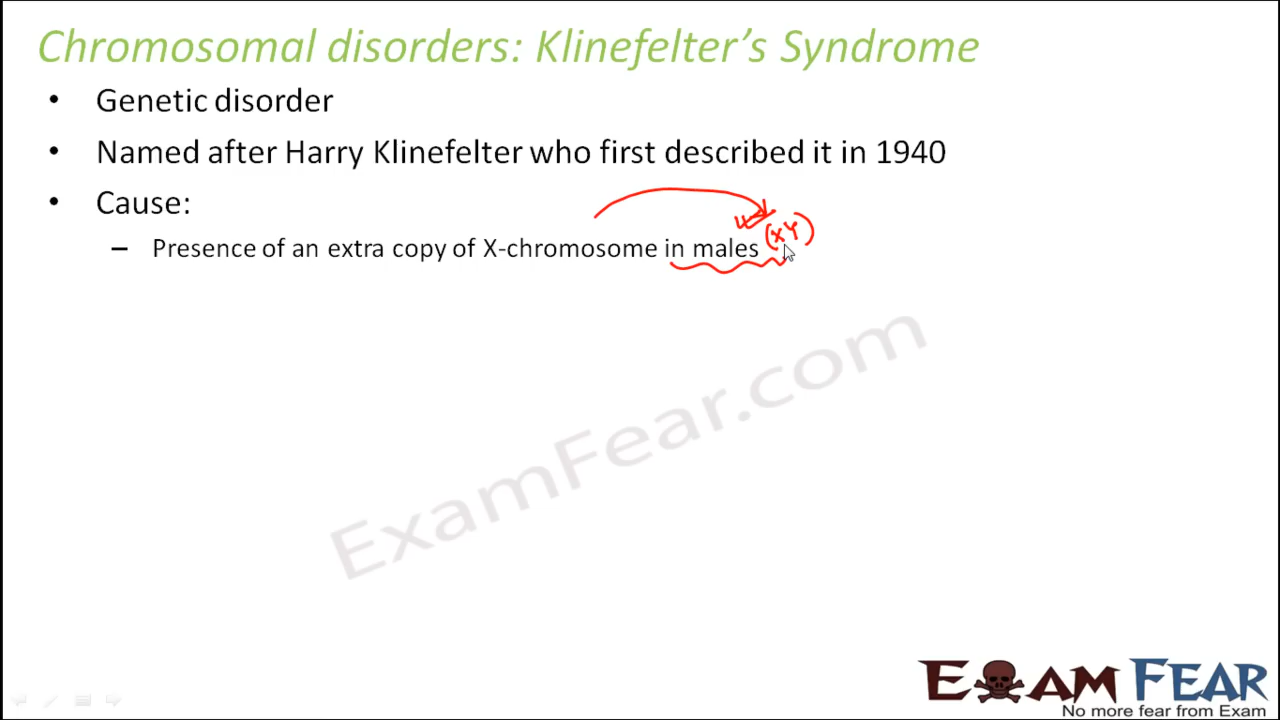 Chromosomal disorders: Klinefelter's Syndrome
• Genetic disorder
• Named after Harry Klinefelter who first described it in 1940
• Cause:
– Presence of an extra copy of X-chromosome in males (XY)
ExamFear.com
EXAM FEAR
No more fear from Exam